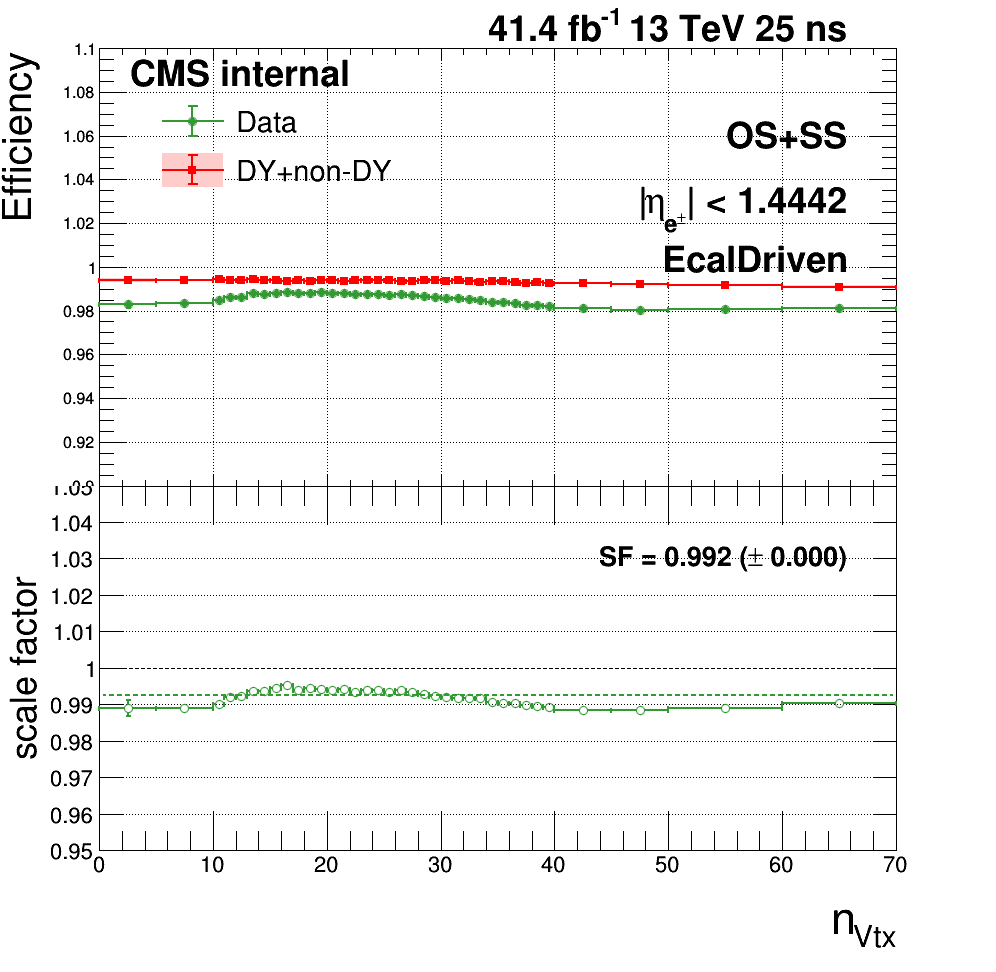 41.4 fb⁻¹ 13 TeV 25 ns
Efficiency
1.1
1.08
1.06
1.04
1.02
1
0.98
0.96
0.94
0.92
CMS internal
Data
DY+non-DY
OS+SS
|η_e±| < 1.4442
EcalDriven
scale factor
1.04
1.03
1.02
1.01
1
0.99
0.98
0.97
0.96
0.95
SF = 0.992 (± 0.000)
0 10 20 30 40 50 60 70
n_Vtx